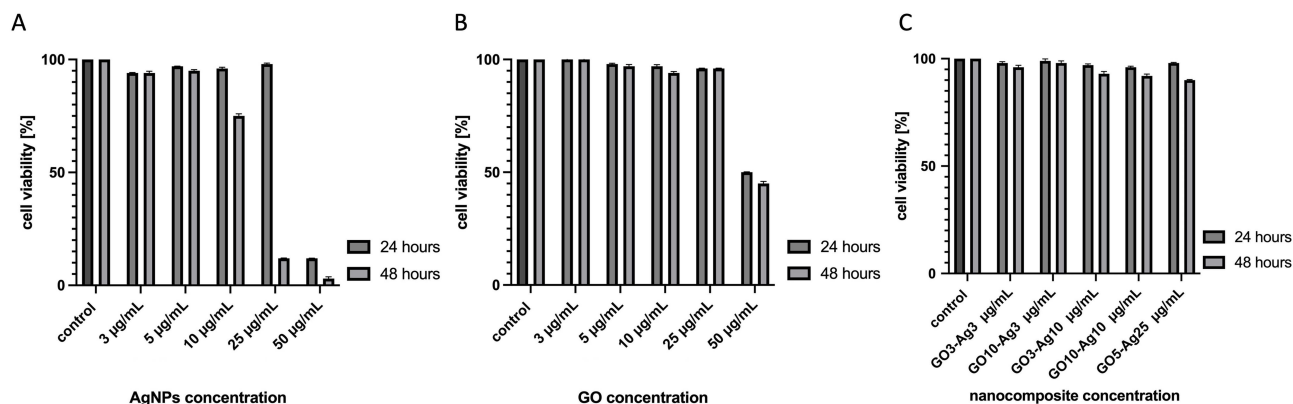 A
cell viability [%]
100
50
0
control
3 µg/mL
5 µg/mL
10 µg/mL
25 µg/mL
50 µg/mL
AgNPs concentration
24 hours
48 hours
B
cell viability [%]
100
50
0
control
3 µg/mL
5 µg/mL
10 µg/mL
25 µg/mL
50 µg/mL
GO concentration
24 hours
48 hours
C
cell viability [%]
100
50
0
control
GO3-Ag3 µg/mL
GO10-Ag3 µg/mL
GO3-Ag10 µg/mL
GO10-Ag10 µg/mL
GO5-Ag25 µg/mL
nanocomposite concentration
24 hours
48 hours